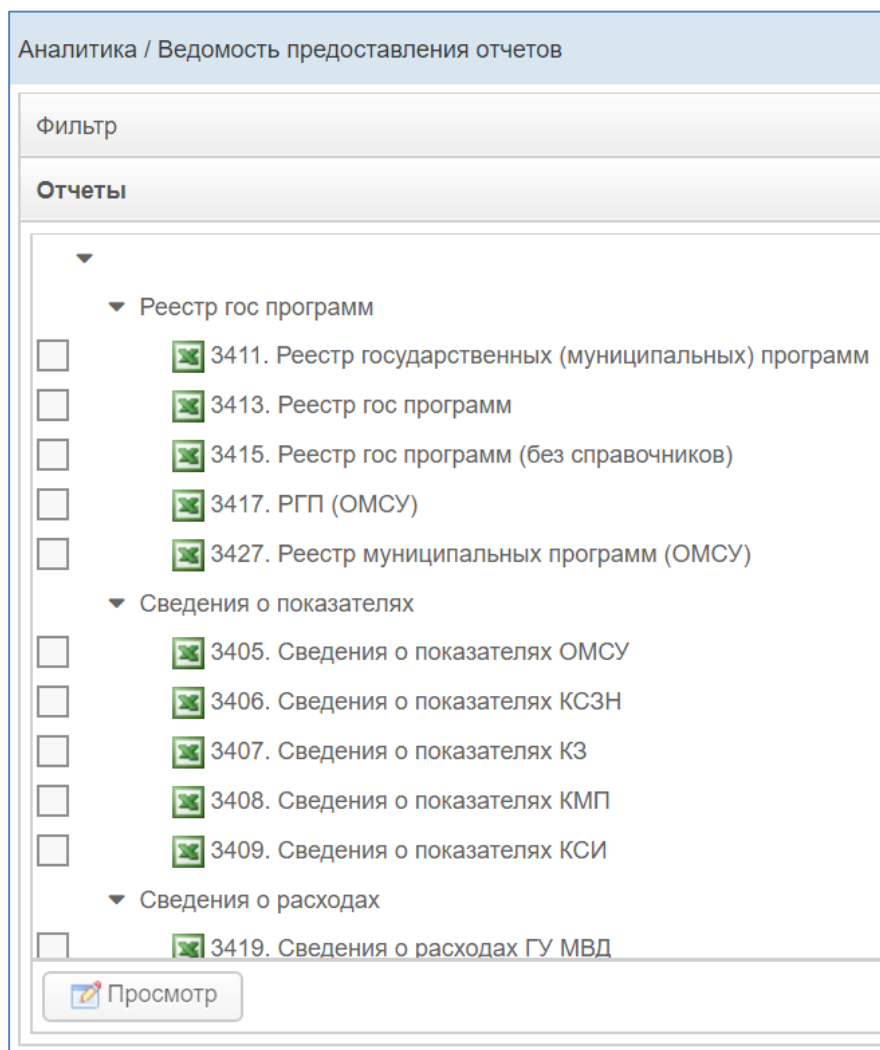 Аналитика / Ведомость предоставления отчетов
Фильтр
Отчеты
Реестр гос программ
3411. Реестр государственных (муниципальных) программ
3413. Реестр гос программ
3415. Реестр гос программ (без справочников)
3417. РГП (ОМСУ)
3427. Реестр муниципальных программ (ОМСУ)
Сведения о показателях
3405. Сведения о показателях ОМСУ
3406. Сведения о показателях КСЗН
3407. Сведения о показателях КЗ
3408. Сведения о показателях КМП
3409. Сведения о показателях КСИ
Сведения о расходах
3419. Сведения о расходах ГУ МВД
Просмотр